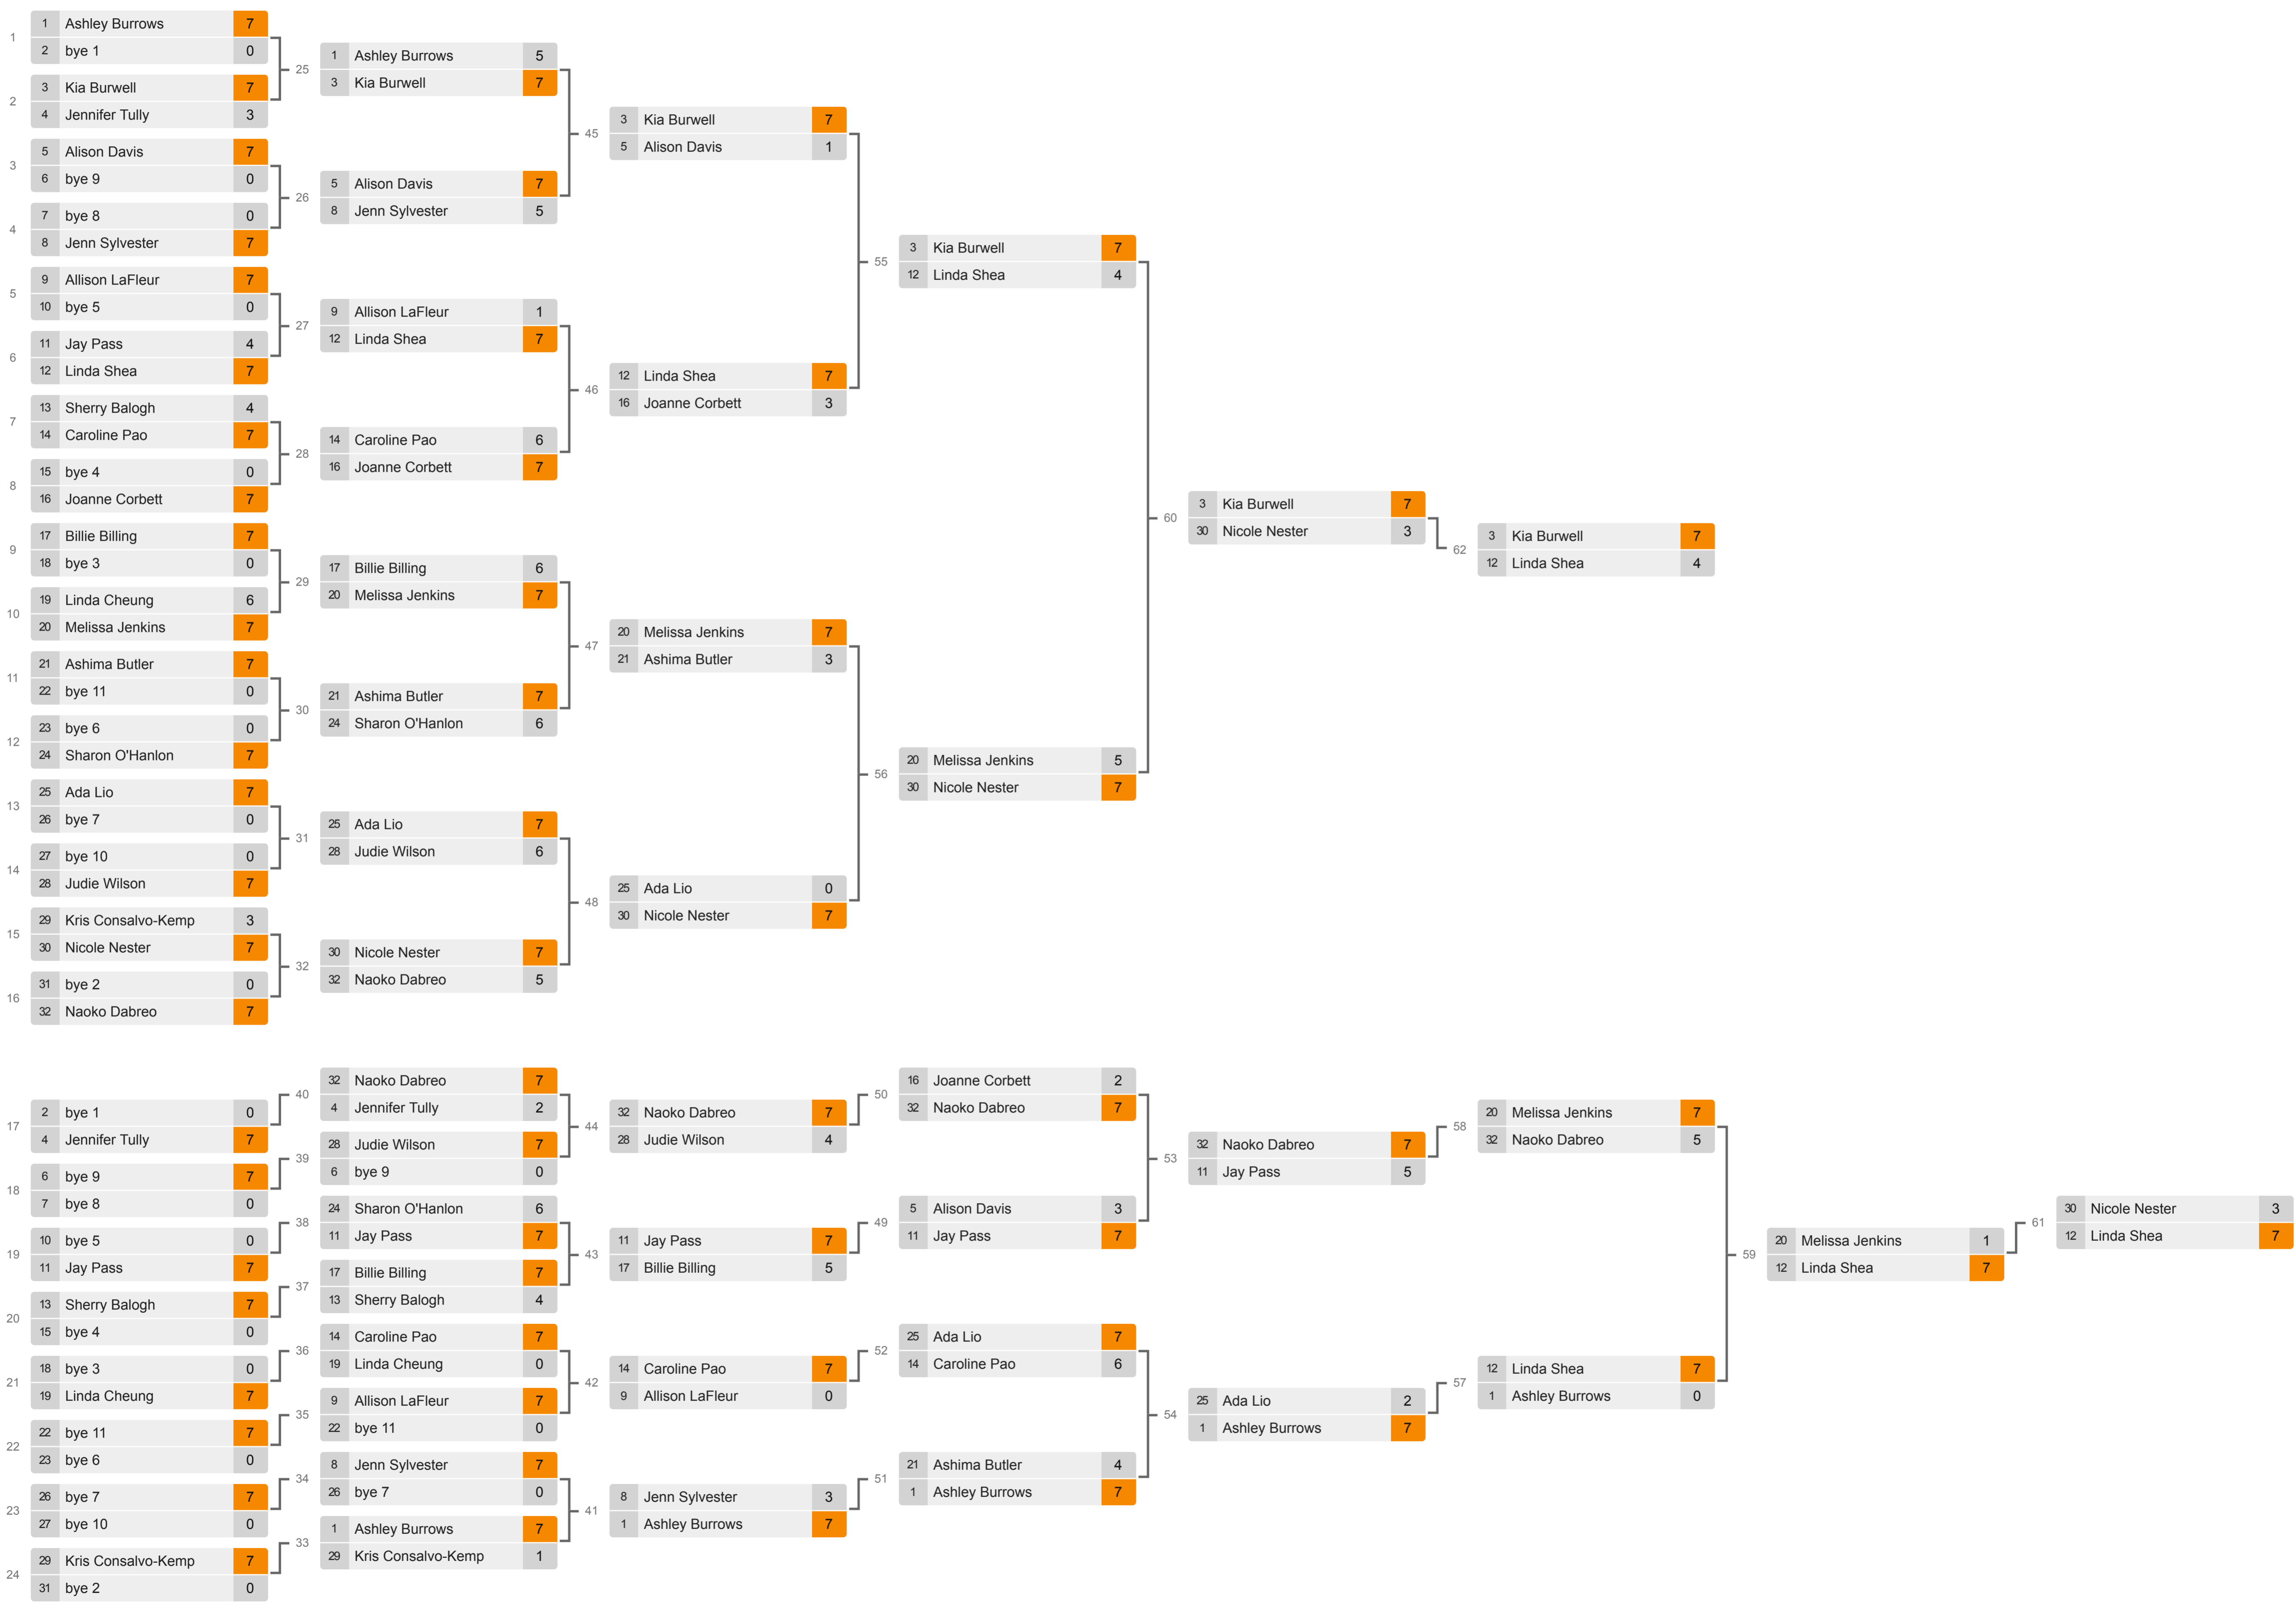 1 Ashley Burrows 7
1
2 bye 1 0
3 Kia Burwell 7
2
4 Jennifer Tully 3
5 Alison Davis 7
3
6 bye 9 0
7 bye 8 0
4
8 Jenn Sylvester 7
9 Allison LaFleur 7
5
10 bye 5 0
11 Jay Pass 4
6
12 Linda Shea 7
13 Sherry Balogh 4
7
14 Caroline Pao 7
15 bye 4 0
8
16 Joanne Corbett 7
17 Billie Billing 7
9
18 bye 3 0
19 Linda Cheung 6
10
20 Melissa Jenkins 7
21 Ashima Butler 7
11
22 bye 11 0
23 bye 6 0
12
24 Sharon O'Hanlon 7
25 Ada Lio 7
13
26 bye 7 0
27 bye 10 0
14
28 Judie Wilson 7
29 Kris Consalvo-Kemp 3
15
30 Nicole Nester 7
31 bye 2 0
16
32 Naoko Dabreo 7
1 Ashley Burrows 5
25
3 Kia Burwell 7
5 Alison Davis 7
26
8 Jenn Sylvester 5
9 Allison LaFleur 1
27
12 Linda Shea 7
14 Caroline Pao 6
28
16 Joanne Corbett 7
17 Billie Billing 6
29
20 Melissa Jenkins 7
21 Ashima Butler 7
30
24 Sharon O'Hanlon 6
25 Ada Lio 7
31
28 Judie Wilson 6
30 Nicole Nester 7
32
32 Naoko Dabreo 5
3 Kia Burwell 7
45
5 Alison Davis 1
12 Linda Shea 7
46
16 Joanne Corbett 3
20 Melissa Jenkins 7
47
21 Ashima Butler 3
25 Ada Lio 0
48
30 Nicole Nester 7
3 Kia Burwell 7
55
12 Linda Shea 4
20 Melissa Jenkins 5
56
30 Nicole Nester 7
3 Kia Burwell 7
60
30 Nicole Nester 3
3 Kia Burwell 7
62
12 Linda Shea 4
2 bye 1 0
17
4 Jennifer Tully 7
6 bye 9 7
18
7 bye 8 0
10 bye 5 0
19
11 Jay Pass 7
13 Sherry Balogh 7
20
15 bye 4 0
18 bye 3 0
21
19 Linda Cheung 7
22 bye 11 7
22
23 bye 6 0
26 bye 7 7
23
27 bye 10 0
29 Kris Consalvo-Kemp 7
24
31 bye 2 0
32 Naoko Dabreo 7
40
4 Jennifer Tully 2
28 Judie Wilson 7
39
6 bye 9 0
24 Sharon O'Hanlon 6
38
11 Jay Pass 7
17 Billie Billing 7
37
13 Sherry Balogh 4
14 Caroline Pao 7
36
19 Linda Cheung 0
9 Allison LaFleur 7
35
22 bye 11 0
8 Jenn Sylvester 7
34
26 bye 7 0
1 Ashley Burrows 7
33
29 Kris Consalvo-Kemp 1
32 Naoko Dabreo 7
44
28 Judie Wilson 4
11 Jay Pass 7
43
17 Billie Billing 5
14 Caroline Pao 7
42
9 Allison LaFleur 0
8 Jenn Sylvester 3
41
1 Ashley Burrows 7
16 Joanne Corbett 2
50
32 Naoko Dabreo 7
5 Alison Davis 3
49
11 Jay Pass 7
25 Ada Lio 7
52
14 Caroline Pao 6
21 Ashima Butler 4
51
1 Ashley Burrows 7
32 Naoko Dabreo 7
53
11 Jay Pass 5
25 Ada Lio 2
54
1 Ashley Burrows 7
20 Melissa Jenkins 7
58
32 Naoko Dabreo 5
12 Linda Shea 7
57
1 Ashley Burrows 0
20 Melissa Jenkins 1
59
12 Linda Shea 7
30 Nicole Nester 3
61
12 Linda Shea 7